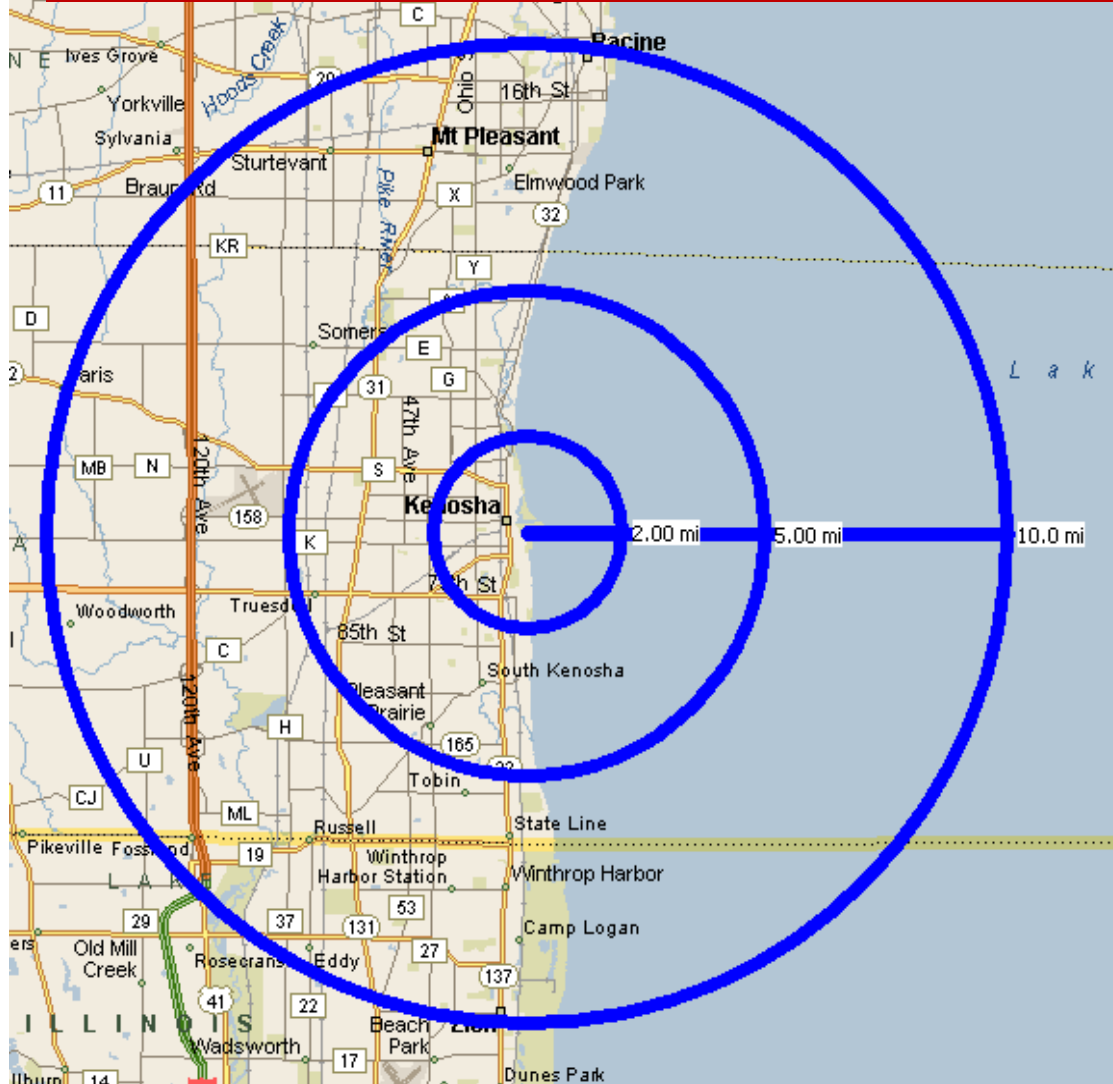 C
Racine
N E
Ives Grove
Hoods Creek
20
Ohio S
16th St
Yorkville
Sylvania
Mt Pleasant
Sturtevant
Braun Rd
11
Pike River
X
Elmwood Park
32
KR
Y
D
Somers
E
31
G
47th Ave
L a k
MB
N
120th Ave
S
Kenosha
158
K
2.00 mi
5.00 mi
10.0 mi
Woodworth
Truesdell
St
85th St
C
South Kenosha
120th Ave
Pleasant
Prairie
H
165
U
Tobin
CJ
ML
Russell
State Line
Pikeville
19
Winthrop
Harbor Station
Winthrop Harbor
L A K E
29
37
53
131
Camp Logan
27
Old Mill
Creek
Rosecrans
Eddy
137
41
22
I L L I N O I S
Beach
Park
Zion
Wadsworth
17
14
Dunes Park